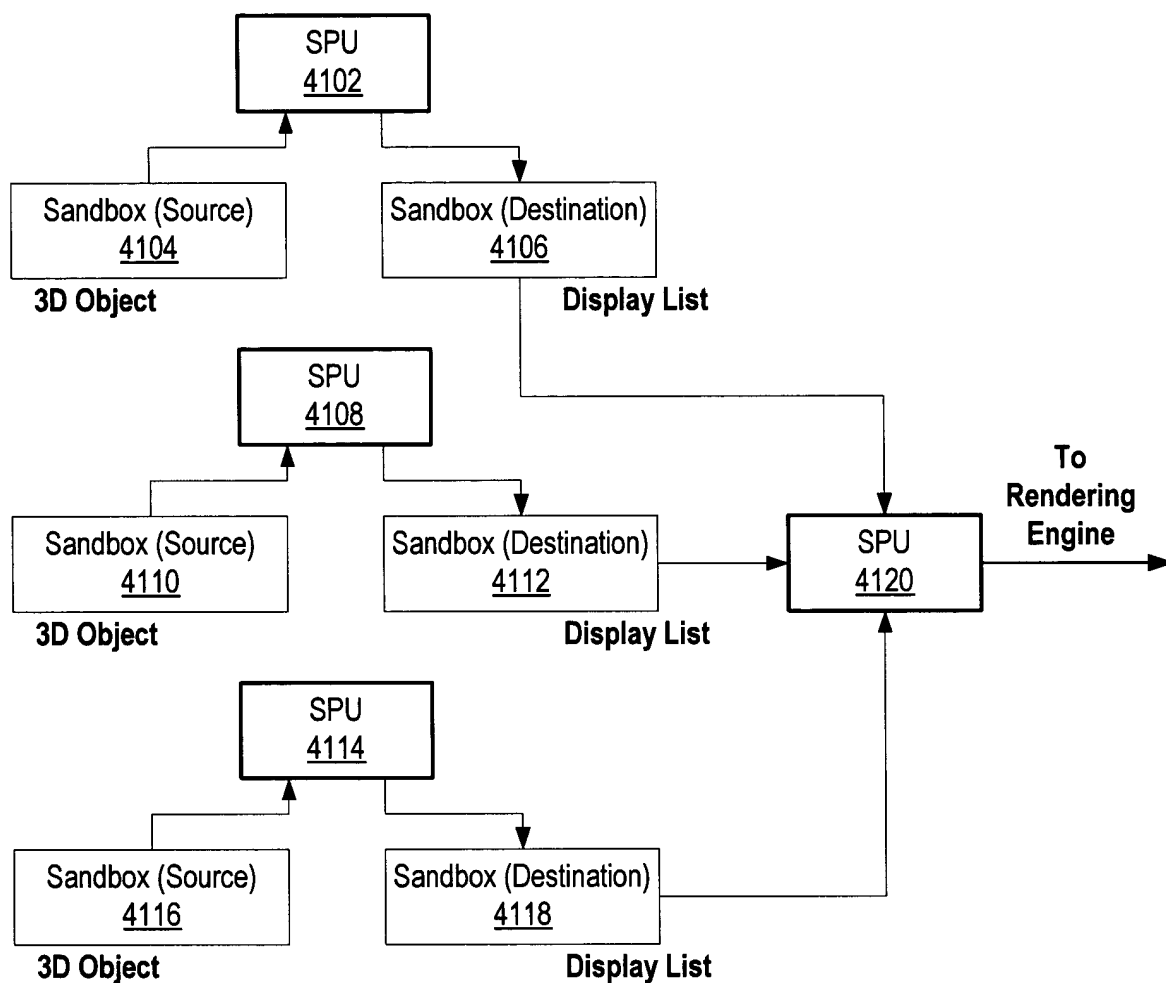 SPU
4102
Sandbox (Source)
4104
3D Object
Sandbox (Destination)
4106
Display List
SPU
4108
Sandbox (Source)
4110
3D Object
Sandbox (Destination)
4112
Display List
SPU
4120
To
Rendering
Engine
SPU
4114
Sandbox (Source)
4116
3D Object
Sandbox (Destination)
4118
Display List